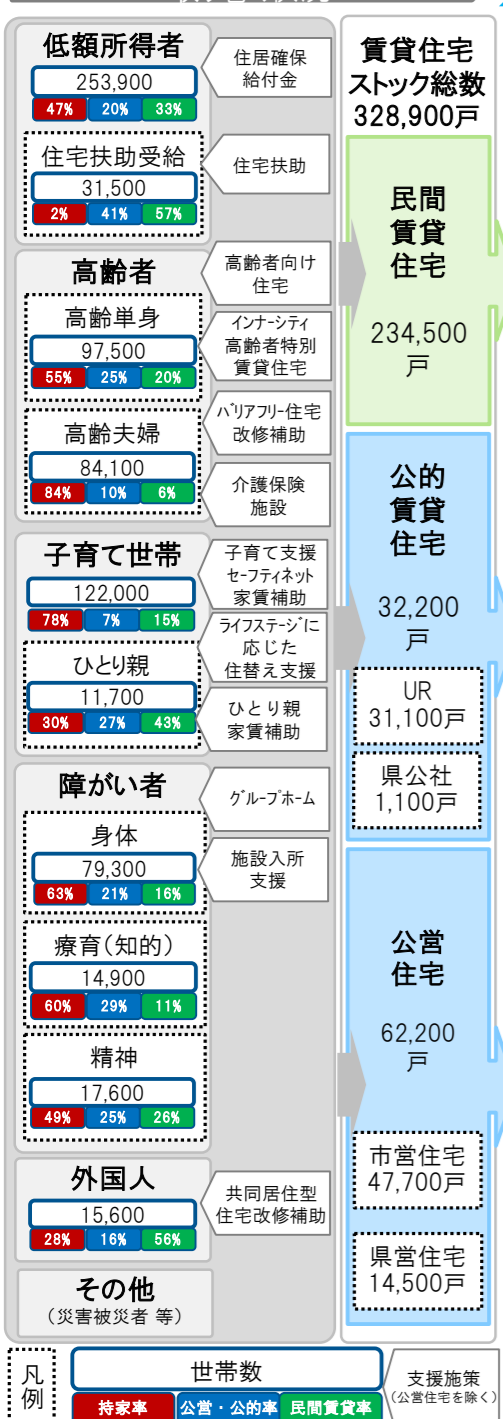 低額所得者
253,900
47% 20% 33%
住居確保
給付金
住宅扶助受給
31,500
2% 41% 57%
住宅扶助
高齢者
高齢者向け
住宅
高齢単身
97,500
55% 25% 20%
インナーシティ
高齢者特別
賃貸住宅
高齢夫婦
84,100
84% 10% 6%
バリアフリー住宅
改修補助
介護保険
施設
子育て世帯
122,000
78% 7% 15%
子育て支援
セーフティネット
家賃補助
ライフステージに
応じた
住替え支援
ひとり親
11,700
30% 27% 43%
ひとり親
家賃補助
障がい者
グループホーム
身体
79,300
63% 21% 16%
施設入所
支援
療育(知的)
14,900
60% 29% 11%
精神
17,600
49% 25% 26%
外国人
15,600
28% 16% 56%
共同居住型
住宅改修補助
その他
(災害被災者 等)
賃貸住宅
ストック総数
328,900戸
民間
賃貸
住宅
234,500
戸
公的
賃貸
住宅
32,200
戸
UR
31,100戸
県公社
1,100戸
公営
住宅
62,200
戸
市営住宅
47,700戸
県営住宅
14,500戸
凡
例
世帯数
持家率 公営・公的率 民間賃貸率
支援施策
(公営住宅を除く)